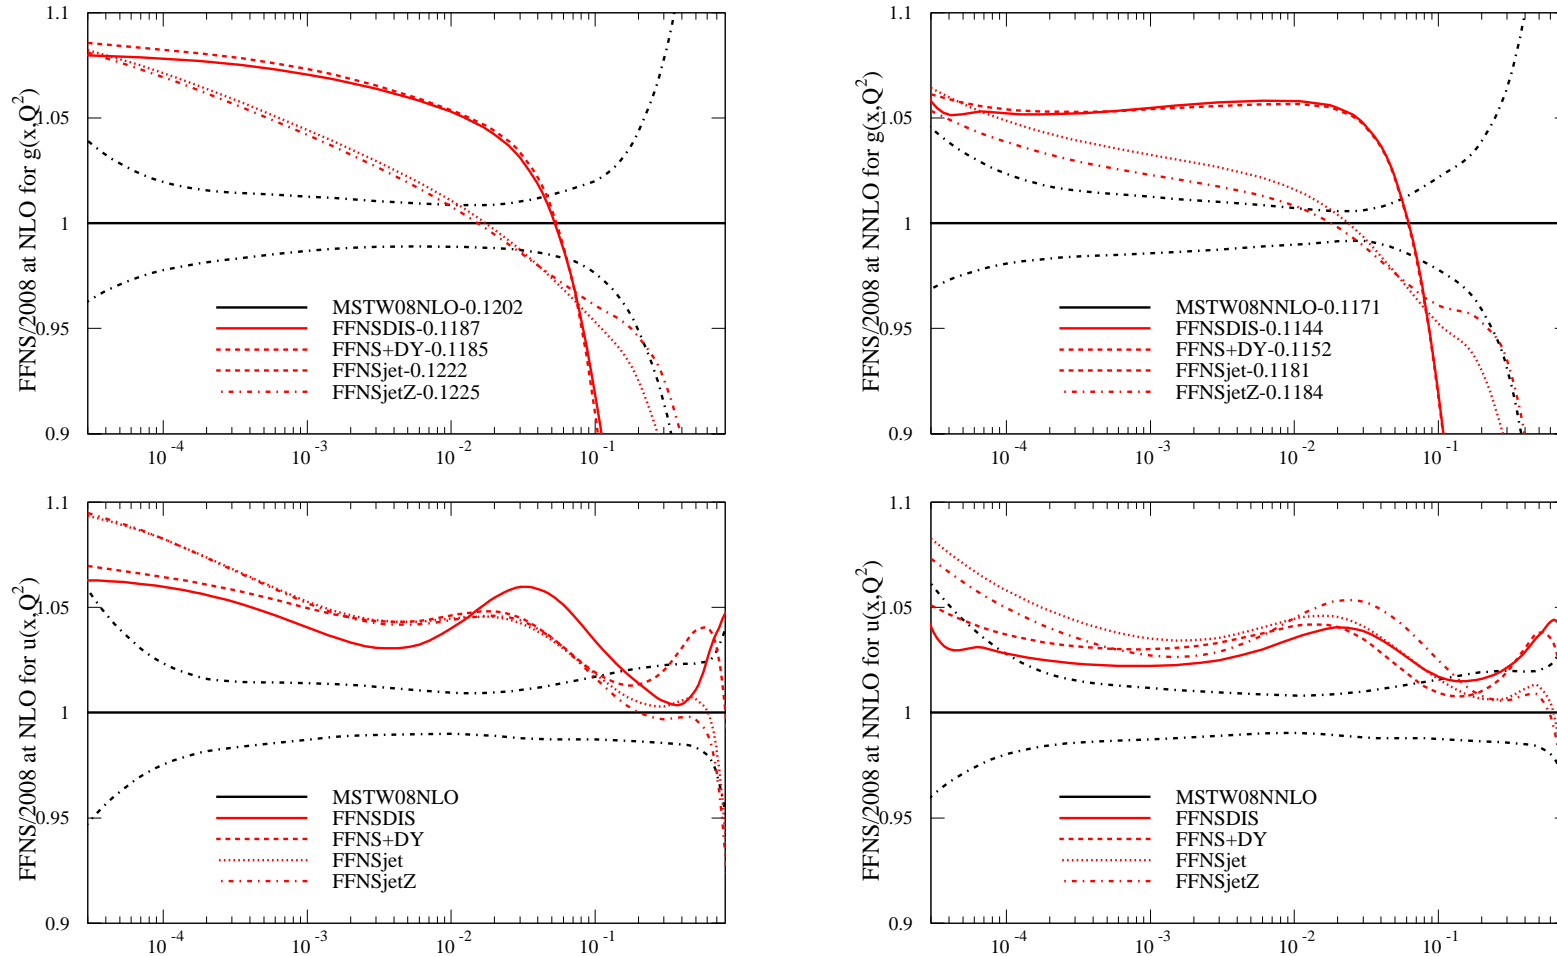 FFNS/2008 at NLO for g(x,Q²)
1.1
1.05
1
0.95
0.9
MSTW08NLO-0.1202
FFNSDIS-0.1187
FFNS+DY-0.1185
FFNSjet-0.1222
FFNSjetZ-0.1225
10⁻⁴ 10⁻³ 10⁻² 10⁻¹
FFNS/2008 at NNLO for g(x,Q²)
1.1
1.05
1
0.95
0.9
MSTW08NNLO-0.1171
FFNSDIS-0.1144
FFNS+DY-0.1152
FFNSjet-0.1181
FFNSjetZ-0.1184
10⁻⁴ 10⁻³ 10⁻² 10⁻¹
FFNS/2008 at NLO for u(x,Q²)
1.1
1.05
1
0.95
0.9
MSTW08NLO
FFNSDIS
FFNS+DY
FFNSjet
FFNSjetZ
10⁻⁴ 10⁻³ 10⁻² 10⁻¹
FFNS/2008 at NNLO for u(x,Q²)
1.1
1.05
1
0.95
0.9
MSTW08NNLO
FFNSDIS
FFNS+DY
FFNSjet
FFNSjetZ
10⁻⁴ 10⁻³ 10⁻² 10⁻¹